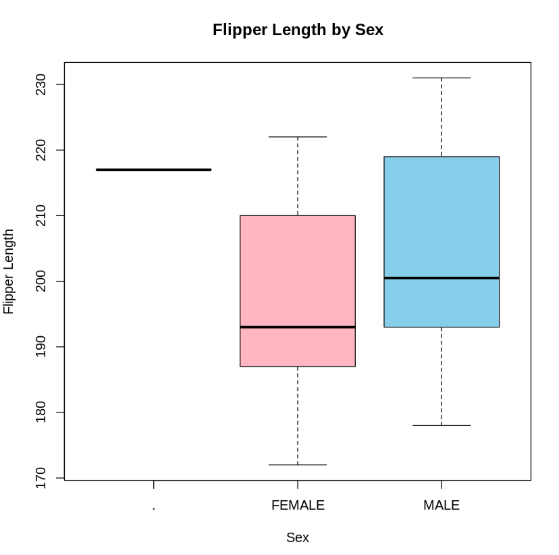 Flipper Length by Sex
Flipper Length
230
220
210
200
190
180
170
.
FEMALE
MALE
Sex